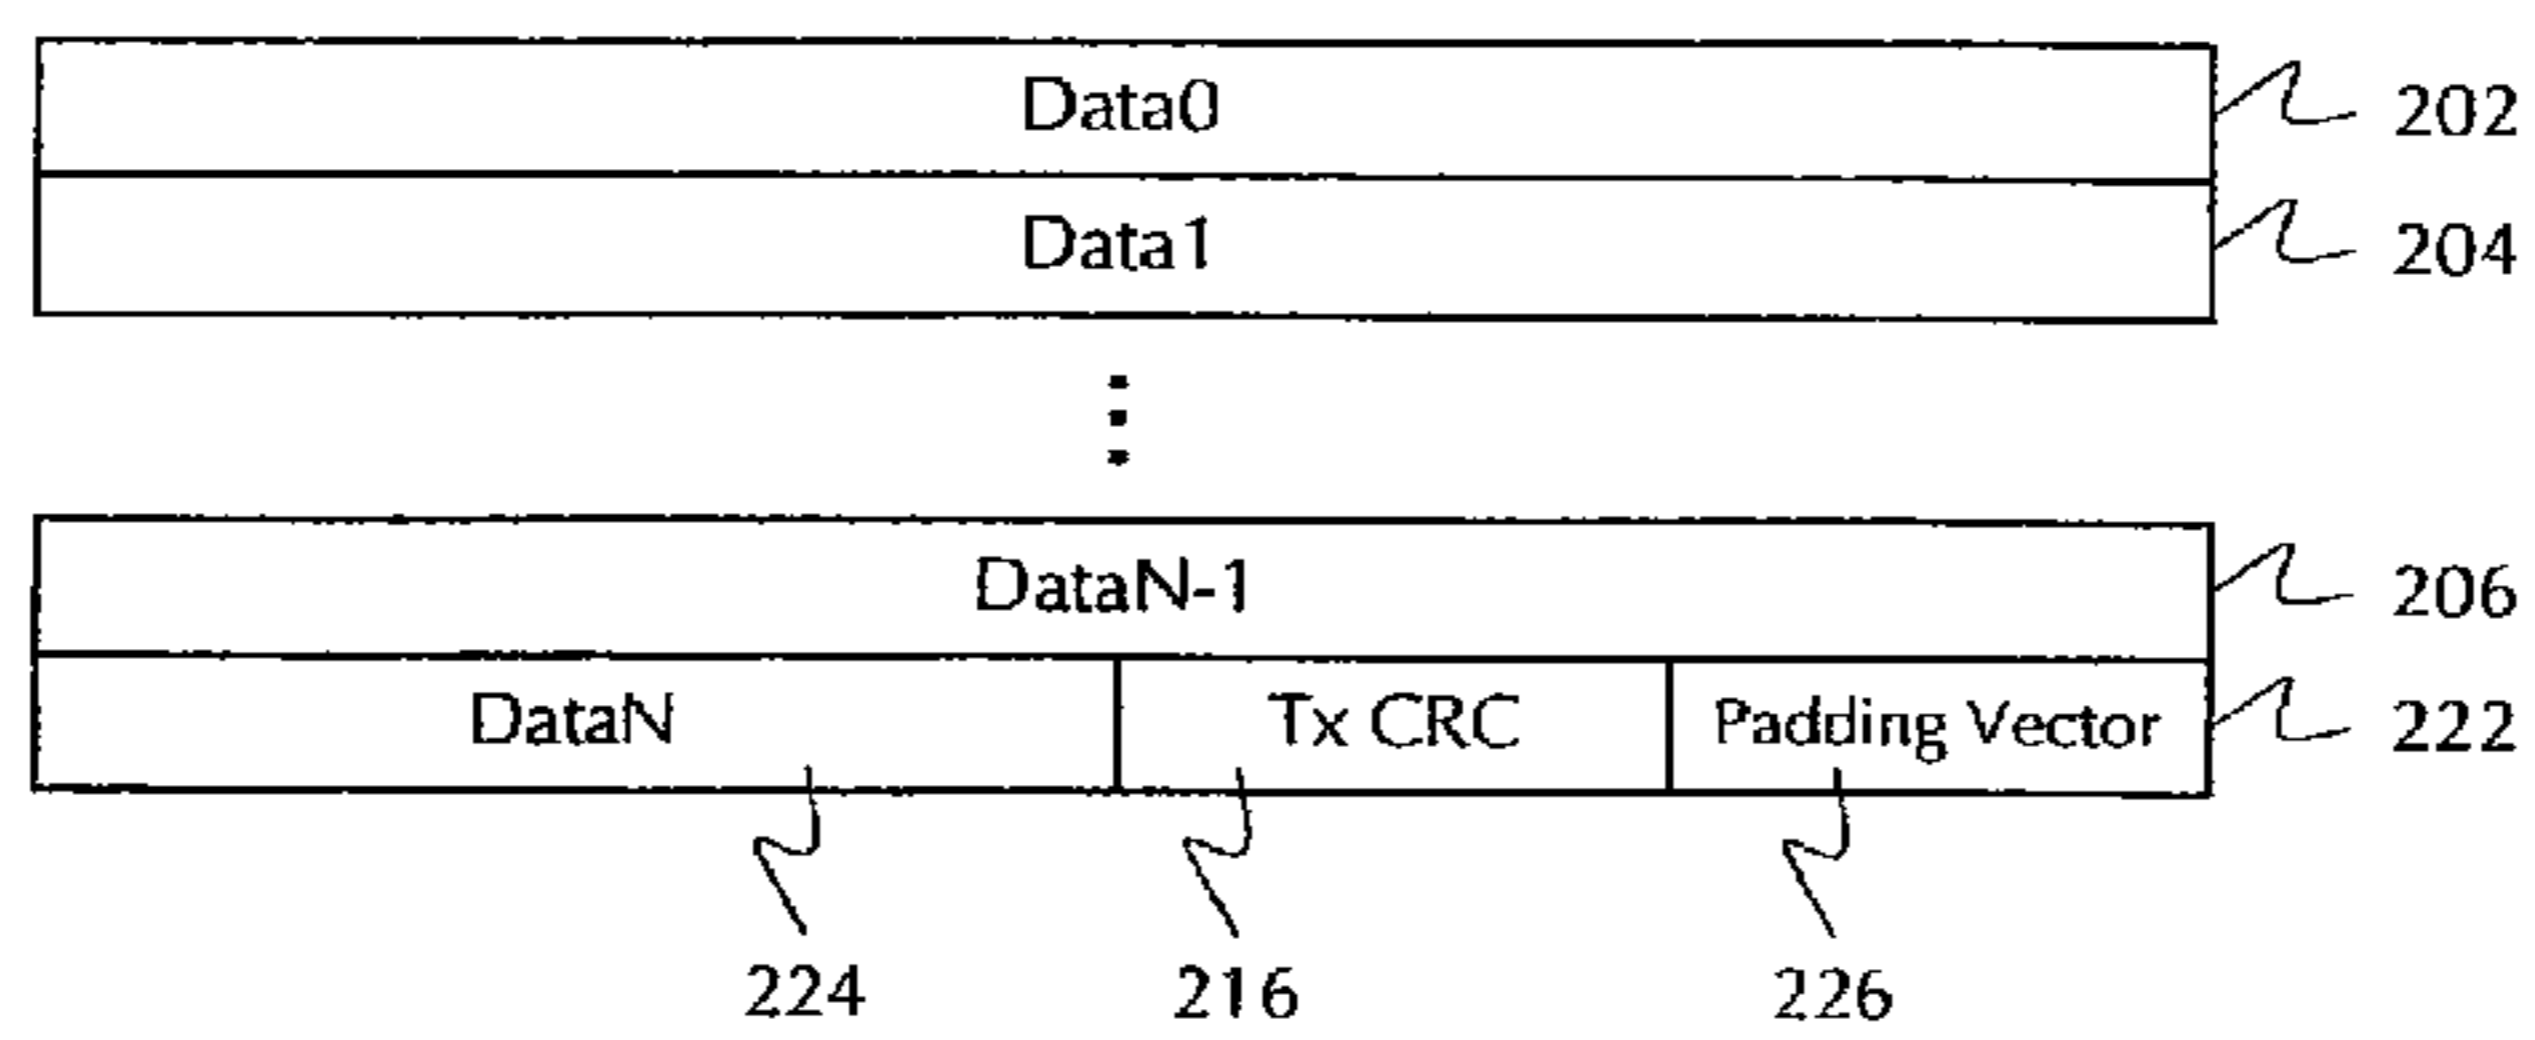 Data0 202
Data1 204
DataN-1 206
DataN Tx CRC Padding Vector 222
224 216 226